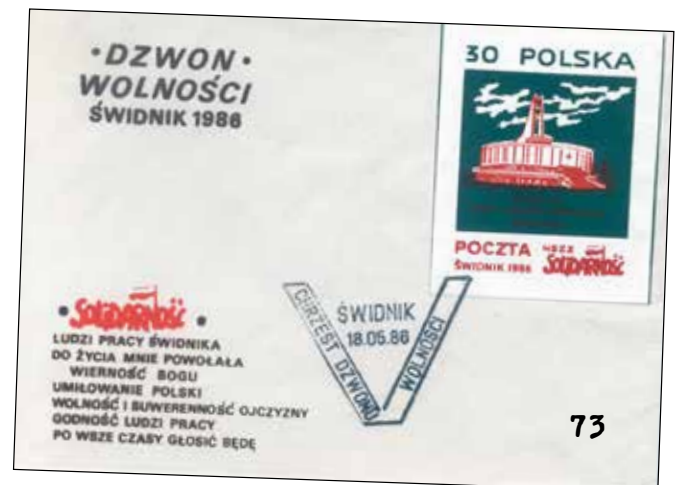 • DZWON •
WOLNOŚCI
ŚWIDNIK 1986
30 POLSKA
POCZTA NSZZ SOLIDARNOŚĆ
ŚWIDNIK 1986
• SOLIDARNOŚĆ •
LUDZI PRACY ŚWIDNIKA
DO ŻYCIA MNIE POWOŁAŁA
WIERNOŚĆ BOGU
UMIŁOWANIE POLSKI
WOLNOŚĆ I SUWERENNOŚĆ OJCZYZNY
GODNOŚĆ LUDZI PRACY
PO WSZE CZASY GŁOSIĆ BĘDĘ
ŚWIDNIK
18.05.86
CHRZEST DZWONU
WOLNOŚCI
73